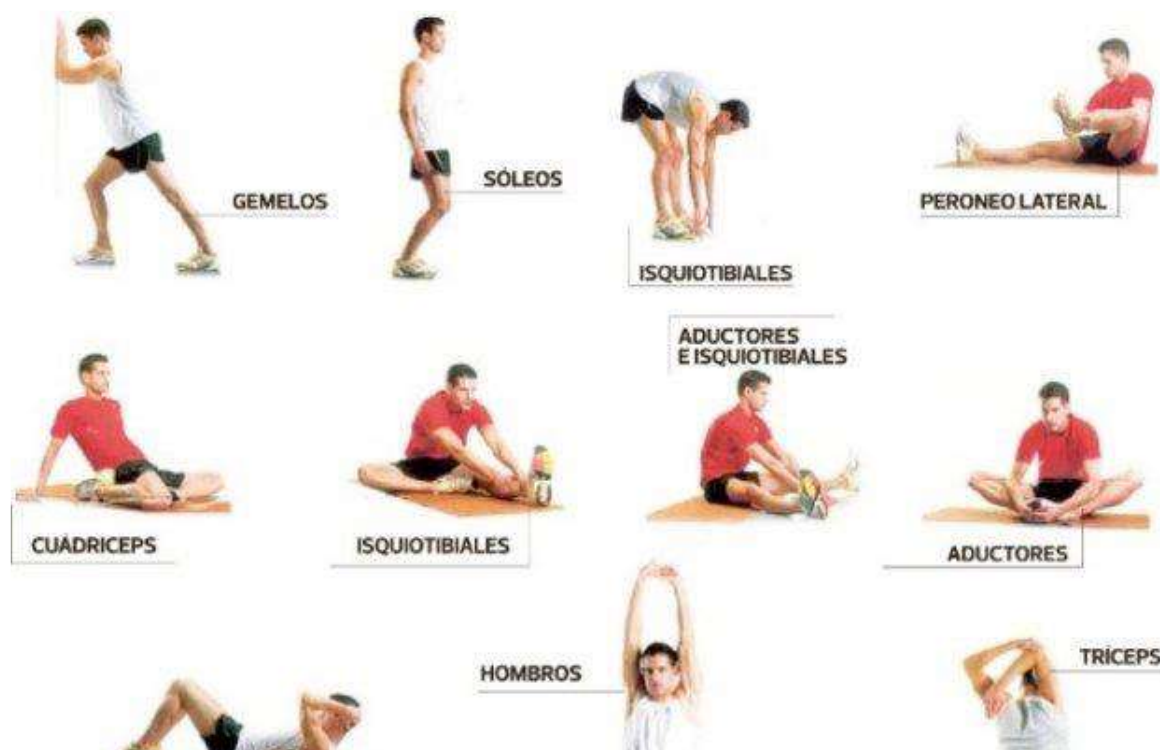 GEMELOS
SÓLEOS
ISQUIOTIBIALES
PERONEO LATERAL
CUÁDRICEPS
ISQUIOTIBIALES
ADUCTORES
E ISQUIOTIBIALES
ADUCTORES
HOMBROS
TRÍCEPS